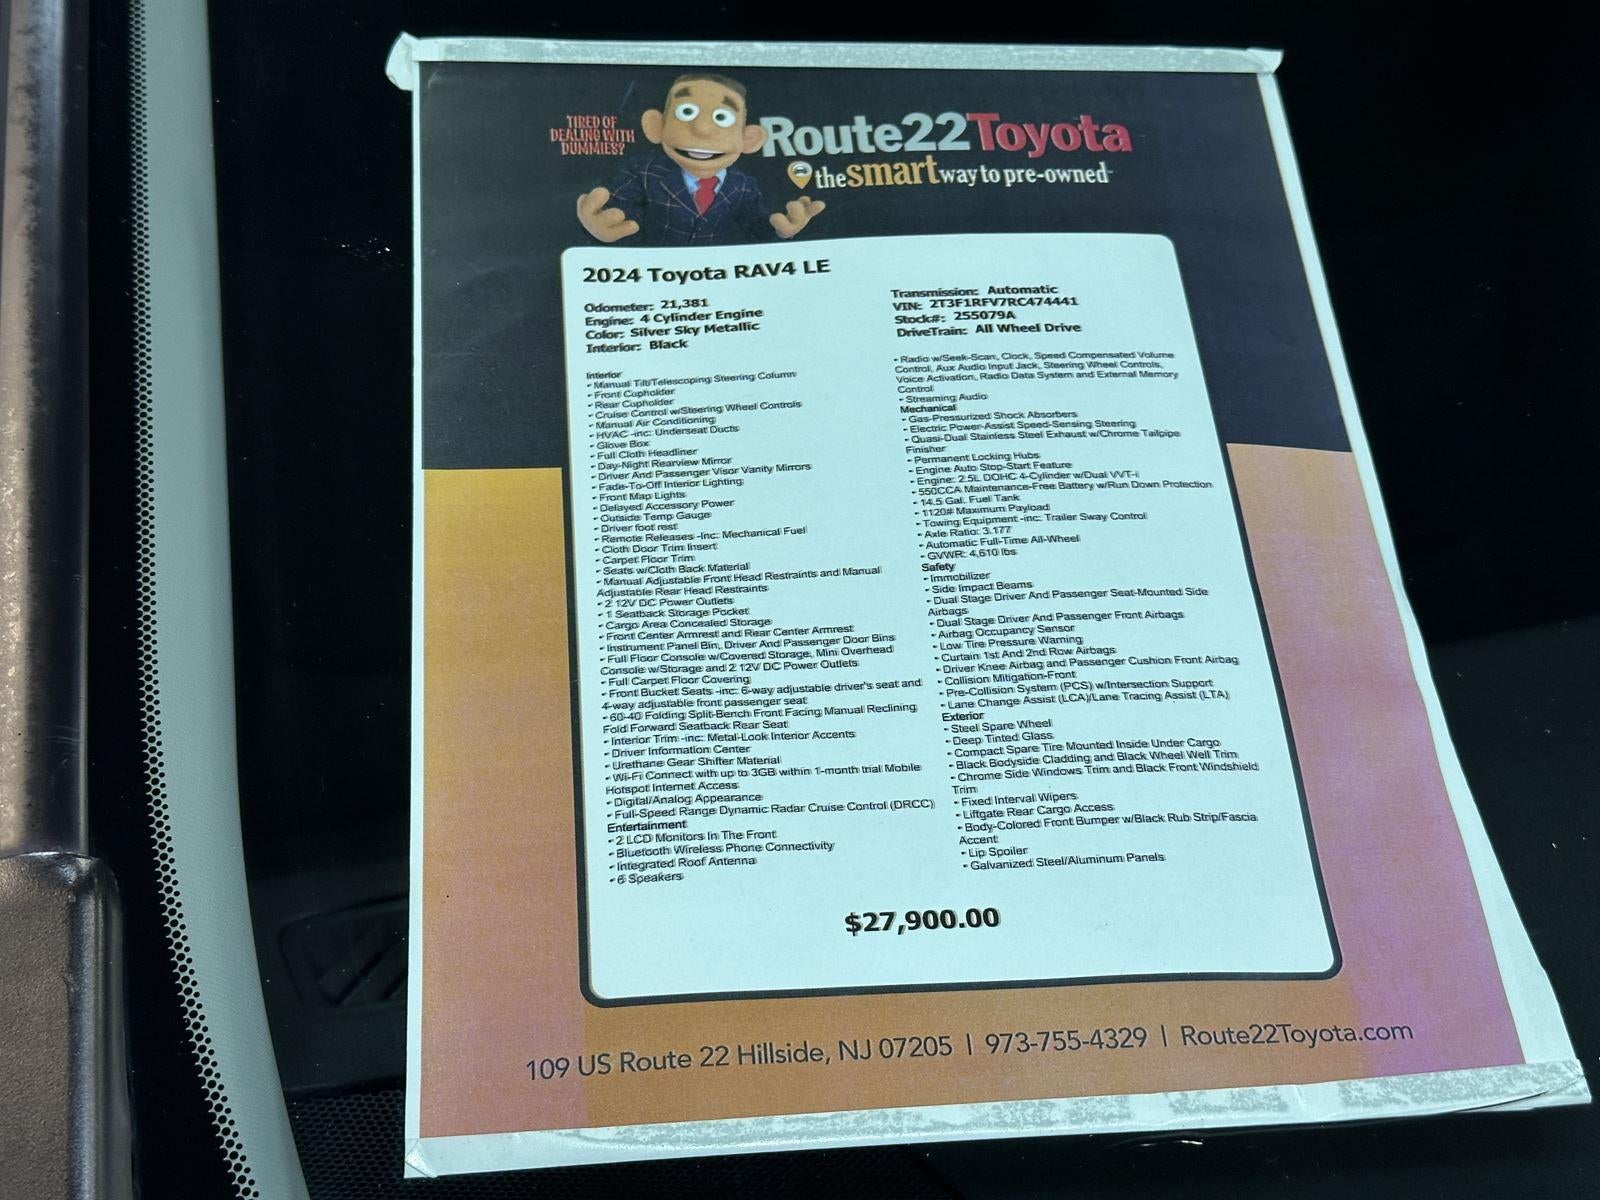 TIRED OF
DEALING WITH
DUMMIES?
Route22Toyota
the smart way to pre-owned
2024 Toyota RAV4 LE
Odometer: 21,381
Engine: 4 Cylinder Engine
Color: Silver Sky Metallic
Interior: Black
Transmission: Automatic
VIN: 2T3F1RFV7RC474441
Stock#: 255079A
DriveTrain: All Wheel Drive
Interior
- Manual Tilt/Telescoping Steering Column
- Front Cupholder
- Rear Cupholder
- Cruise Control w/Steering Wheel Controls
- Manual Air Conditioning
- HVAC -inc: Underseat Ducts
- Glove Box
- Full Cloth Headliner
- Day-Night Rearview Mirror
- Driver And Passenger Visor Vanity Mirrors
- Fade-To-Off Interior Lighting
- Front Map Lights
- Delayed Accessory Power
- Outside Temp Gauge
- Driver foot rest
- Remote Releases -Inc: Mechanical Fuel
- Cloth Door Trim Insert
- Carpet Floor Trim
- Seats w/Cloth Back Material
- Manual Adjustable Front Head Restraints and Manual
Adjustable Rear Head Restraints
- 2 12V DC Power Outlets
- 1 Seatback Storage Pocket
- Cargo Area Concealed Storage
- Front Center Armrest and Rear Center Armrest
- Instrument Panel Bin, Driver And Passenger Door Bins
- Full Floor Console w/Covered Storage, Mini Overhead
Console w/Storage and 2 12V DC Power Outlets
- Full Carpet Floor Covering
- Front Bucket Seats -inc: 6-way adjustable driver's seat and
4-way adjustable front passenger seat
- 60-40 Folding Split-Bench Front Facing Manual Reclining
Fold Forward Seatback Rear Seat
- Interior Trim -inc: Metal-Look Interior Accents
- Driver Information Center
- Urethane Gear Shifter Material
- Wi-Fi Connect with up to 3GB within 1-month trial Mobile
Hotspot Internet Access
- Digital/Analog Appearance
- Full-Speed Range Dynamic Radar Cruise Control (DRCC)
Entertainment
- 2 LCD Monitors In The Front
- Bluetooth Wireless Phone Connectivity
- Integrated Roof Antenna
- 6 Speakers
- Radio w/Seek-Scan, Clock, Speed Compensated Volume
Control, Aux Audio Input Jack, Steering Wheel Controls,
Voice Activation, Radio Data System and External Memory
Control
- Streaming Audio
Mechanical
- Gas-Pressurized Shock Absorbers
- Electric Power-Assist Speed-Sensing Steering
- Quasi-Dual Stainless Steel Exhaust w/Chrome Tailpipe
Finisher
- Permanent Locking Hubs
- Engine Auto Stop-Start Feature
- Engine: 2.5L DOHC 4-Cylinder w/Dual VVT-i
- 550CCA Maintenance-Free Battery w/Run Down Protection
- 14.5 Gal. Fuel Tank
- 1120# Maximum Payload
- Towing Equipment -inc: Trailer Sway Control
- Axle Ratio: 3.177
- Automatic Full-Time All-Wheel
- GVWR: 4,610 lbs
Safety
- Immobilizer
- Side Impact Beams
- Dual Stage Driver And Passenger Seat-Mounted Side
Airbags
- Dual Stage Driver And Passenger Front Airbags
- Airbag Occupancy Sensor
- Low Tire Pressure Warning
- Curtain 1st And 2nd Row Airbags
- Driver Knee Airbag and Passenger Cushion Front Airbag
- Collision Mitigation-Front
- Pre-Collision System (PCS) w/Intersection Support
- Lane Change Assist (LCA)/Lane Tracing Assist (LTA)
Exterior
- Steel Spare Wheel
- Deep Tinted Glass
- Compact Spare Tire Mounted Inside Under Cargo
- Black Bodyside Cladding and Black Wheel Well Trim
- Chrome Side Windows Trim and Black Front Windshield
Trim
- Fixed Interval Wipers
- Liftgate Rear Cargo Access
- Body-Colored Front Bumper w/Black Rub Strip/Fascia
Accent
- Lip Spoiler
- Galvanized Steel/Aluminum Panels
$27,900.00
109 US Route 22 Hillside, NJ 07205 | 973-755-4329 | Route22Toyota.com